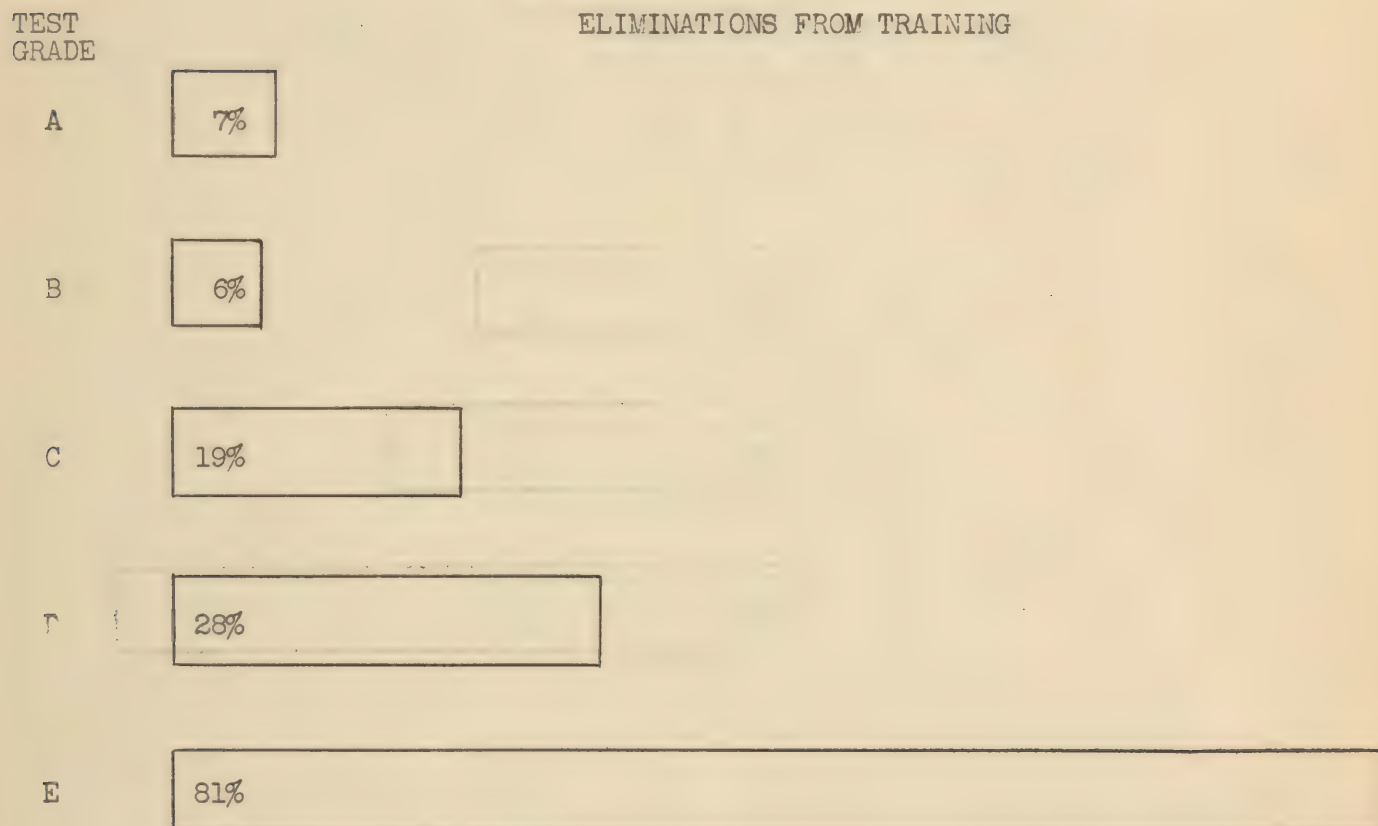 TEST
GRADE
ELIMINATIONS FROM TRAINING
A 7%
B 6%
C 19%
28%
E 81%